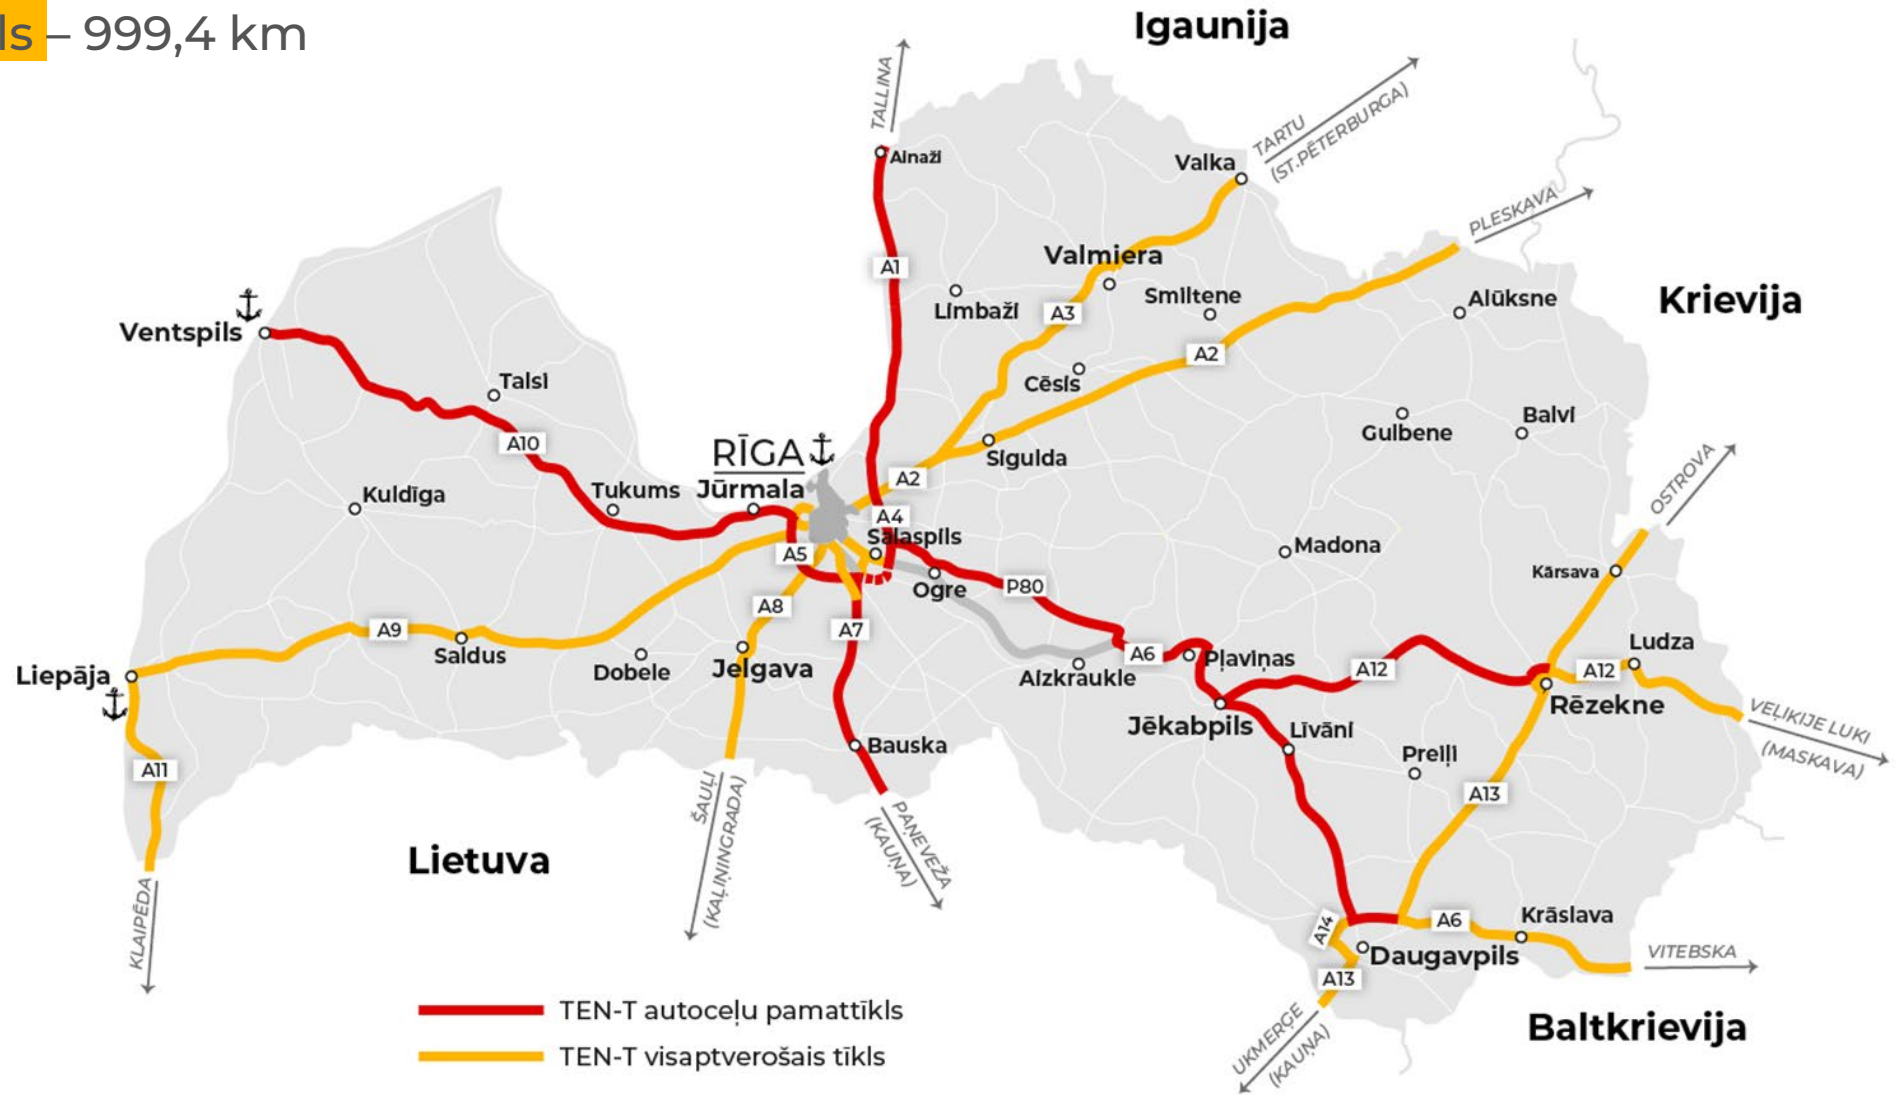 ls – 999,4 km
Igaunija
TALLINA
Ainaži
Valka
TARTU
(ST.PĒTERBURGA)
PLESKAVA
A1
Valmiera
Limbaži
A3
Smiltene
Alūksne
Krievija
Ventspils
A2
Talsi
Cēsis
A10
Gulbene
Balvi
RĪGA
Sigulda
A2
OSTROVA
Kuldīga
Tukums
Jūrmala
A4
Salaspils
A5
Madona
Kārsava
Ogre
P80
A8
A9
A7
Saldus
Dobele
Jelgava
Liepāja
A6
Pļaviņas
A12
A12
Ludza
Aizkraukle
Rēzekne
Jēkabpils
Līvāni
VEĻIKIJE LUKI
(MASKAVA)
Bauska
Preiļi
A11
A13
ŠAUĻI
(KAĻIŅINGRADA)
PAŅEVEŽA
(KAUŅA)
Lietuva
KLAIPĒDA
A14
A6
Krāslava
Daugavpils
VITEBSKA
A13
UKMERĢE
(KAUŅA)
Baltkrievija
TEN-T autoceļu pamattīkls
TEN-T visaptverošais tīkls